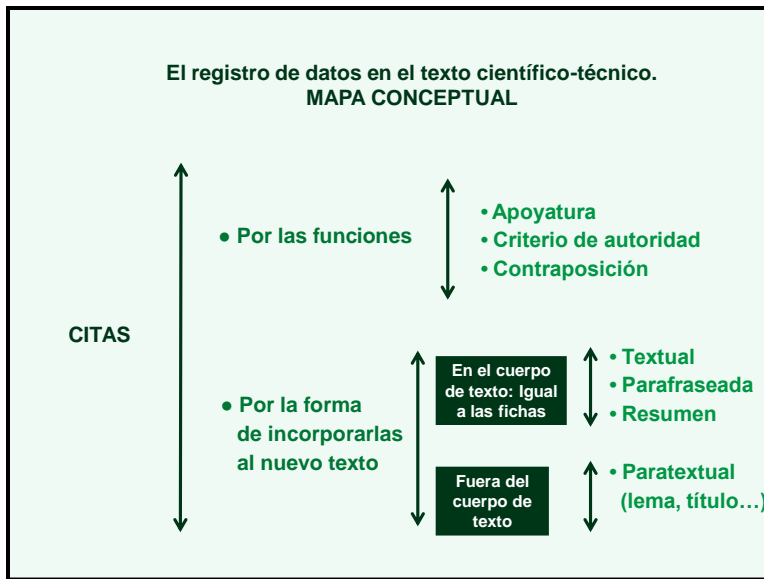 El registro de datos en el texto científico-técnico.
MAPA CONCEPTUAL
CITAS
● Por las funciones
• Apoyatura
• Criterio de autoridad
• Contraposición
● Por la forma
de incorporarlas
al nuevo texto
En el cuerpo
de texto: Igual
a las fichas
• Textual
• Parafraseada
• Resumen
Fuera del
cuerpo de
texto
• Paratextual
(lema, título…)